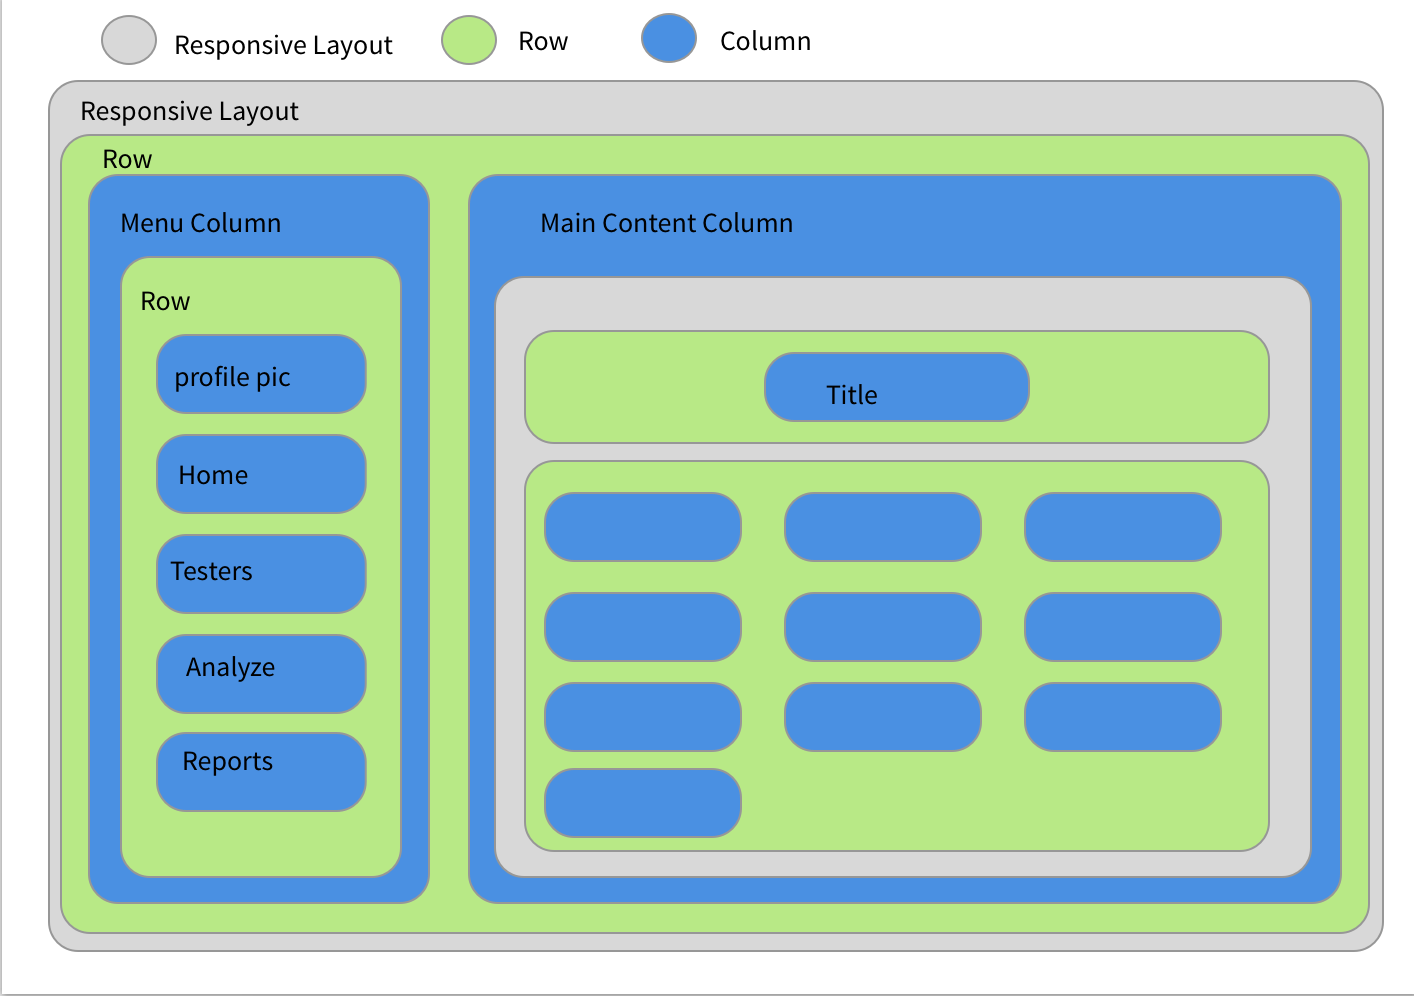 Responsive Layout
Row
Column
Responsive Layout
Row
Menu Column
Main Content Column
Row
profile pic
Home
Testers
Analyze
Reports
Title